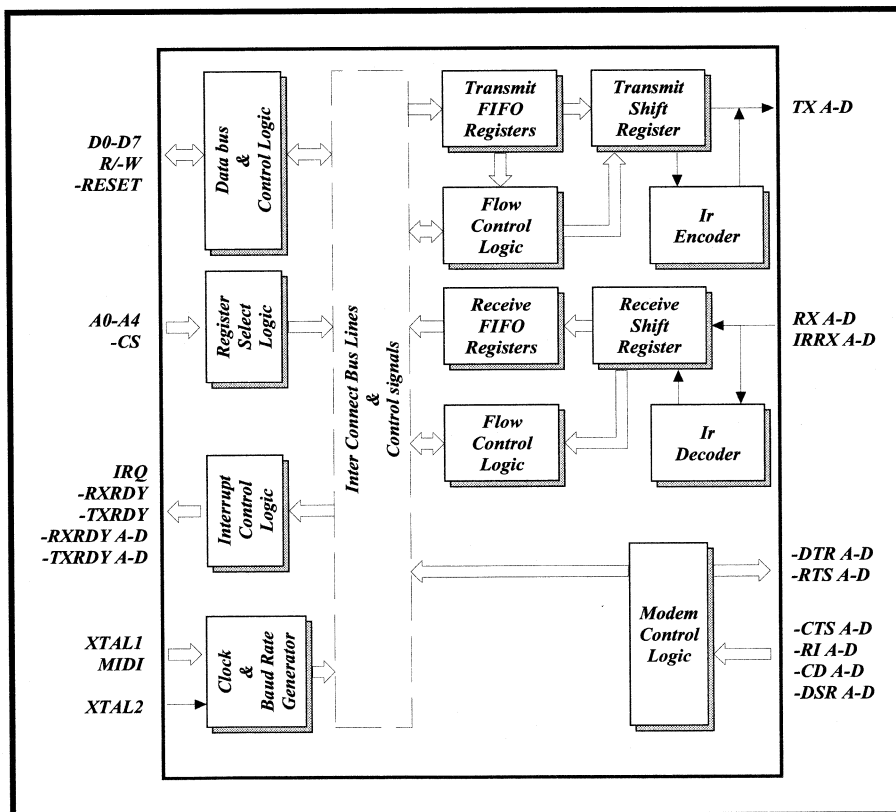 D0-D7
R/-W
-RESET
Data bus
&
Control Logic
A0-A4
-CS
Register
Select
Logic
IRQ
-RXRDY
-TXRDY
-RXRDY A-D
-TXRDY A-D
Interrupt
Control
Logic
XTAL1
MIDI
XTAL2
Clock
&
Baud Rate
Generator
Inter Connect Bus Lines
&
Control signals
Transmit
FIFO
Registers
Transmit
Shift
Register
TX A-D
Flow
Control
Logic
Ir
Encoder
Receive
FIFO
Registers
Receive
Shift
Register
RX A-D
IRRX A-D
Flow
Control
Logic
Ir
Decoder
Modem
Control
Logic
-DTR A-D
-RTS A-D
-CTS A-D
-RI A-D
-CD A-D
-DSR A-D